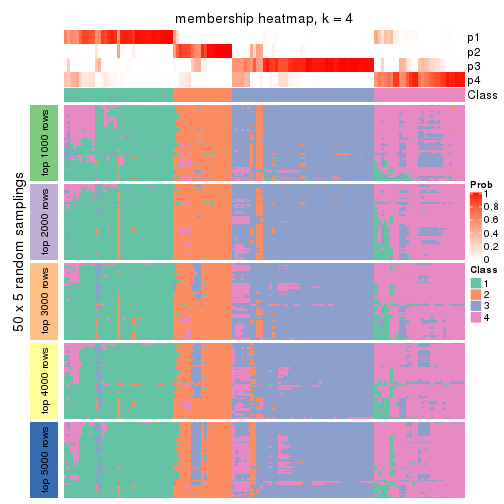 membership heatmap, k = 4
p1
p2
p3
p4
Class
50 x 5 random samplings
top 1000 rows
top 2000 rows
top 3000 rows
top 4000 rows
top 5000 rows
Prob
1
0.8
0.6
0.4
0.2
0
Class
1
2
3
4